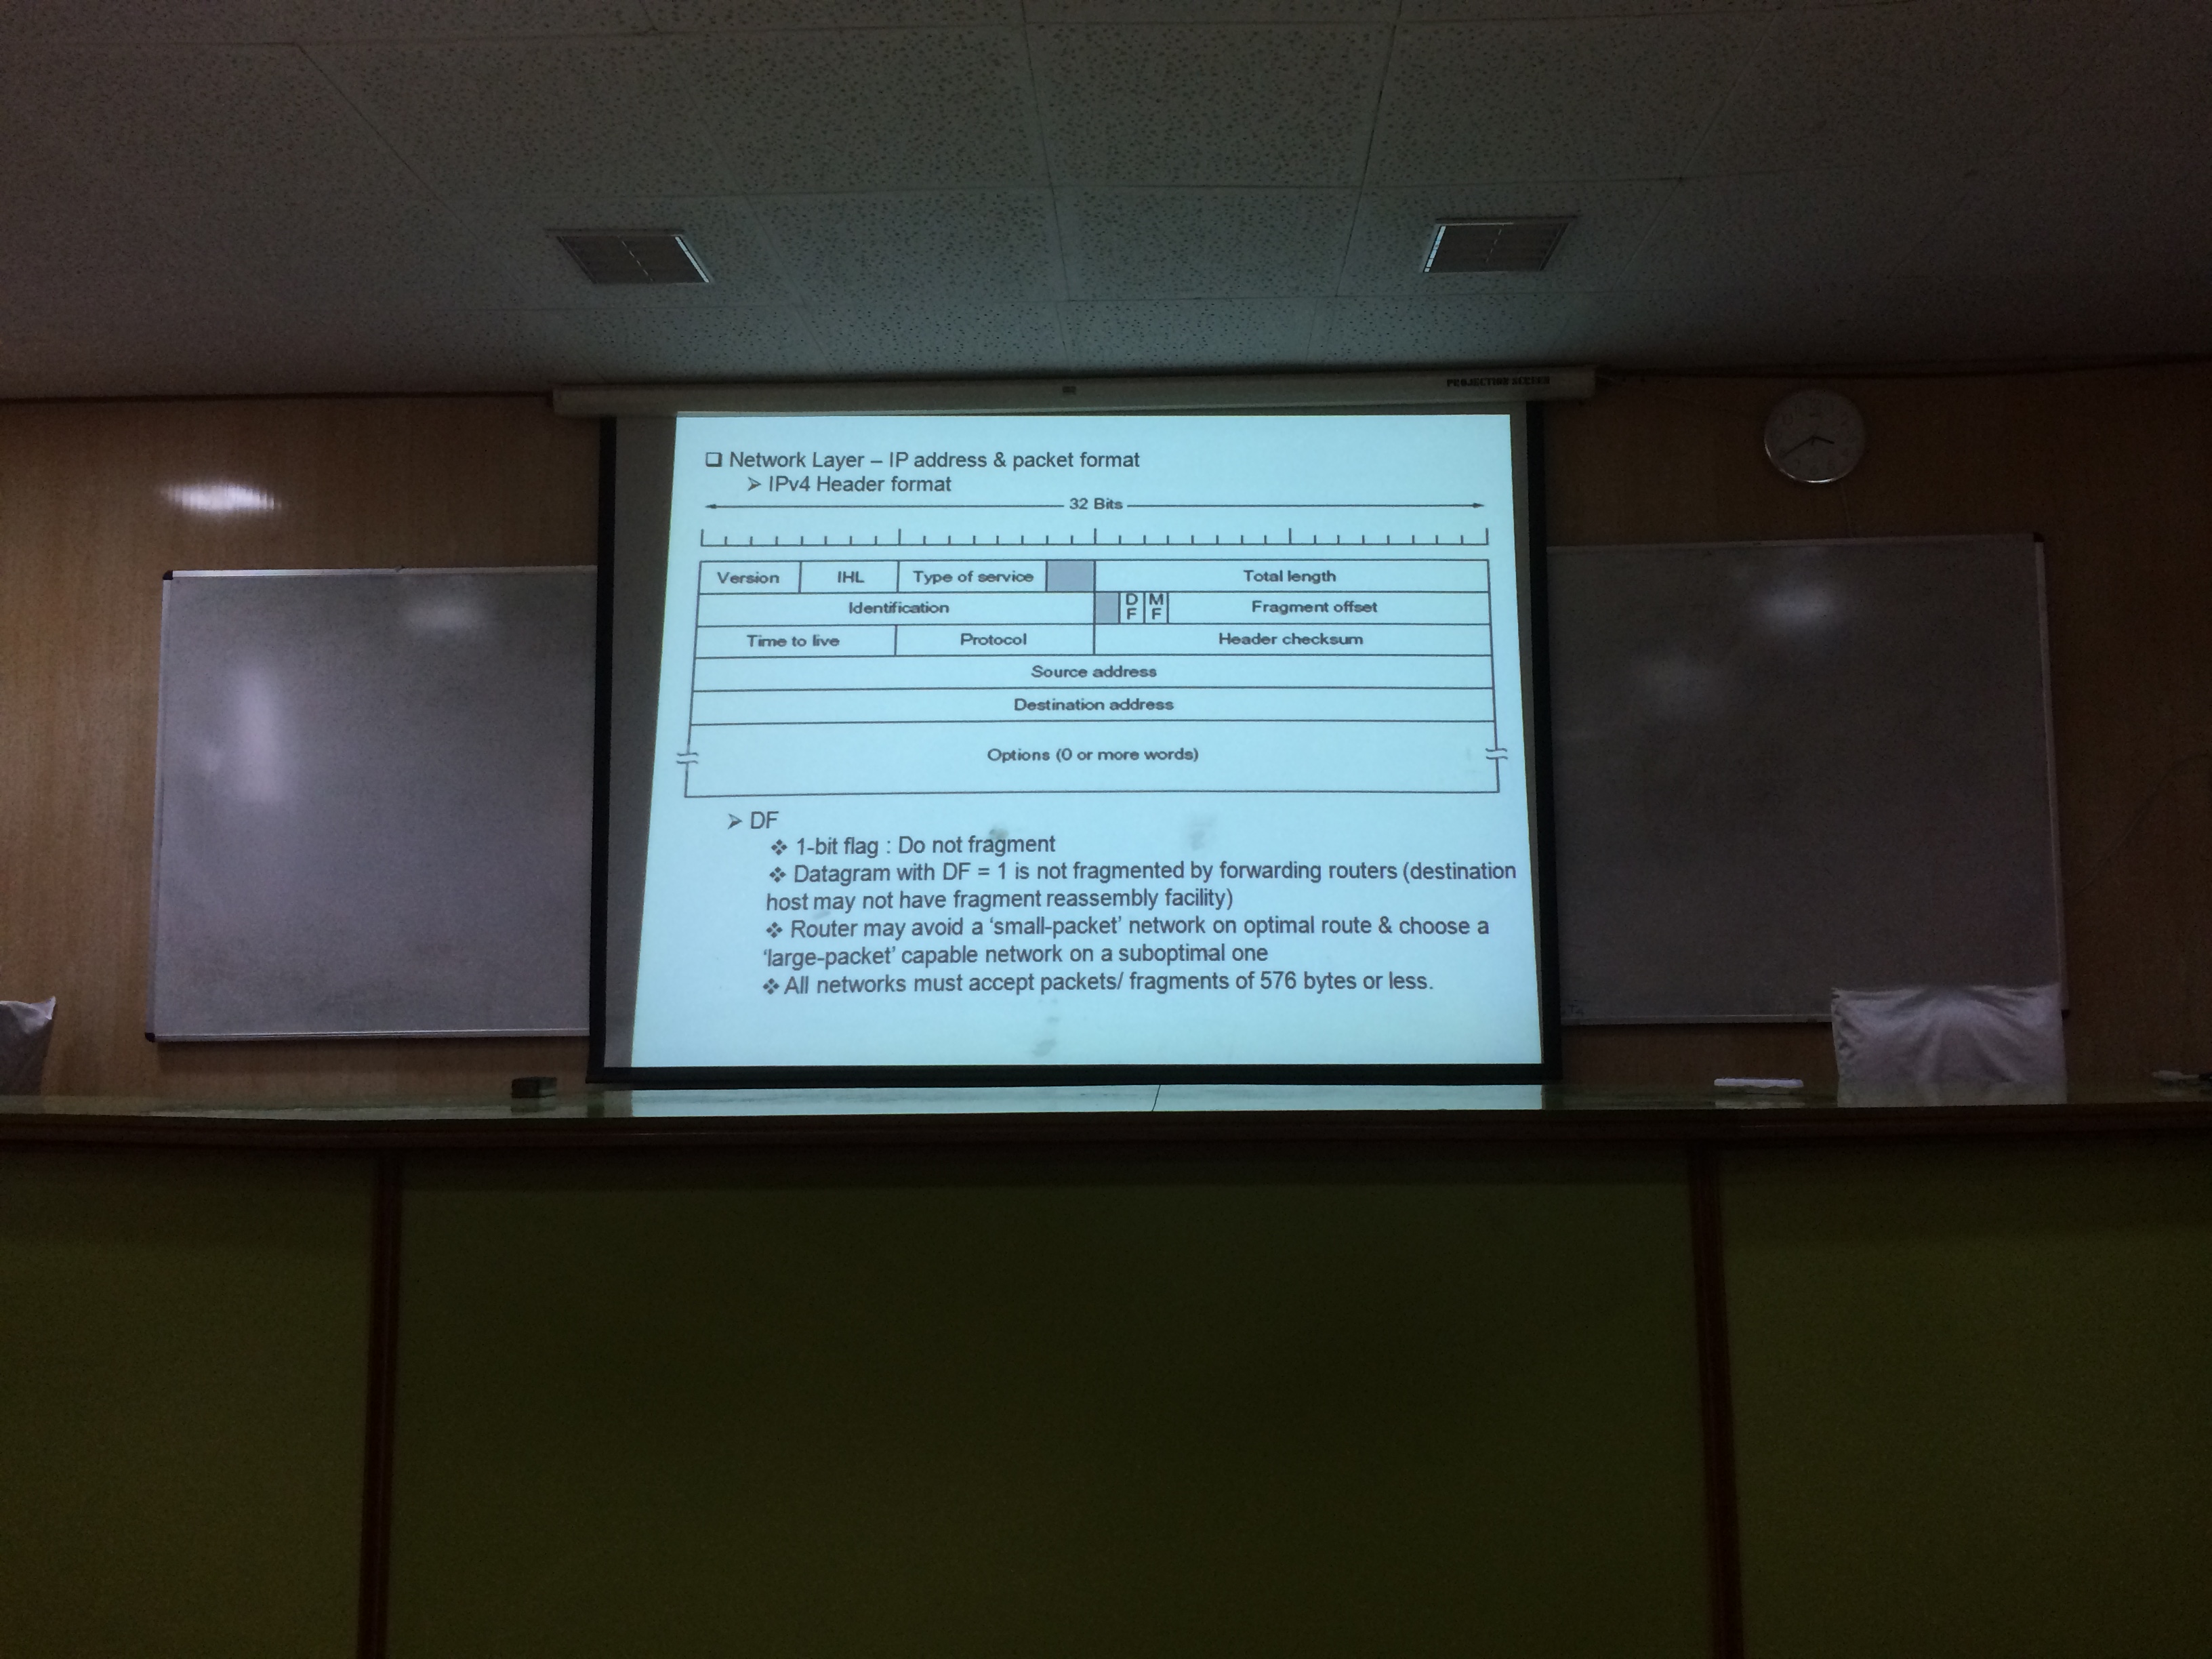 PROJECTION SCREEN
❑ Network Layer – IP address & packet format
➢ IPv4 Header format
32 Bits
Version IHL Type of service Total length
Identification DF MF Fragment offset
Time to live Protocol Header checksum
Source address
Destination address
Options (0 or more words)
➢ DF
❖ 1-bit flag : Do not fragment
❖ Datagram with DF = 1 is not fragmented by forwarding routers (destination
host may not have fragment reassembly facility)
❖ Router may avoid a ‘small-packet’ network on optimal route & choose a
‘large-packet’ capable network on a suboptimal one
❖ All networks must accept packets/ fragments of 576 bytes or less.